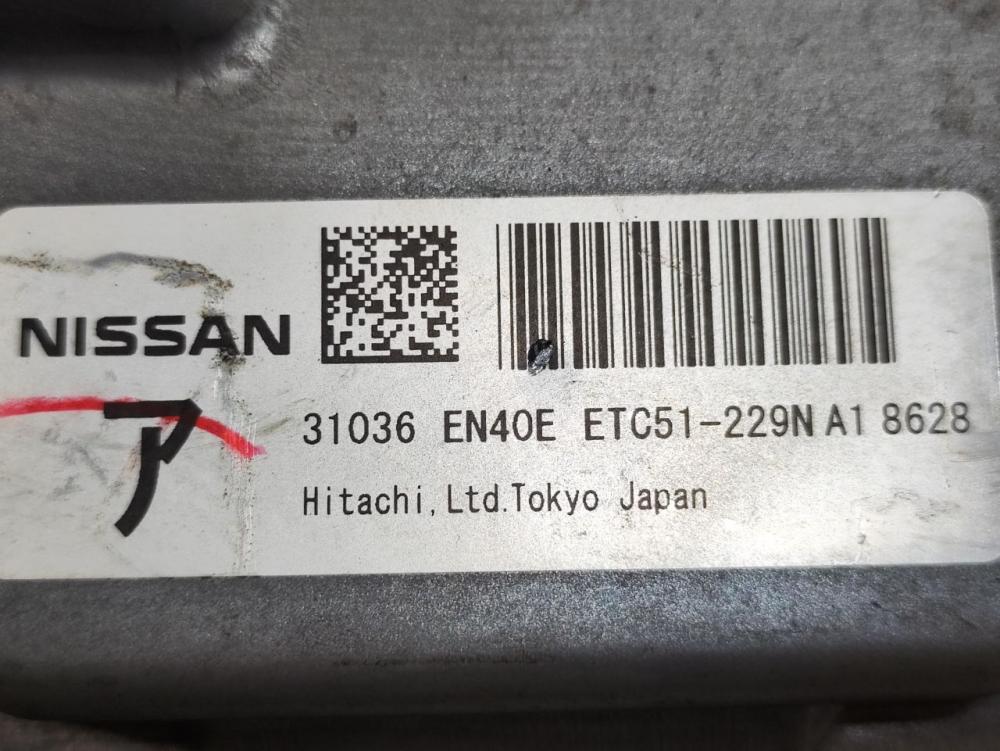 NISSAN
ア
31036 EN40E ETC51-229N A1 8628
Hitachi, Ltd. Tokyo Japan